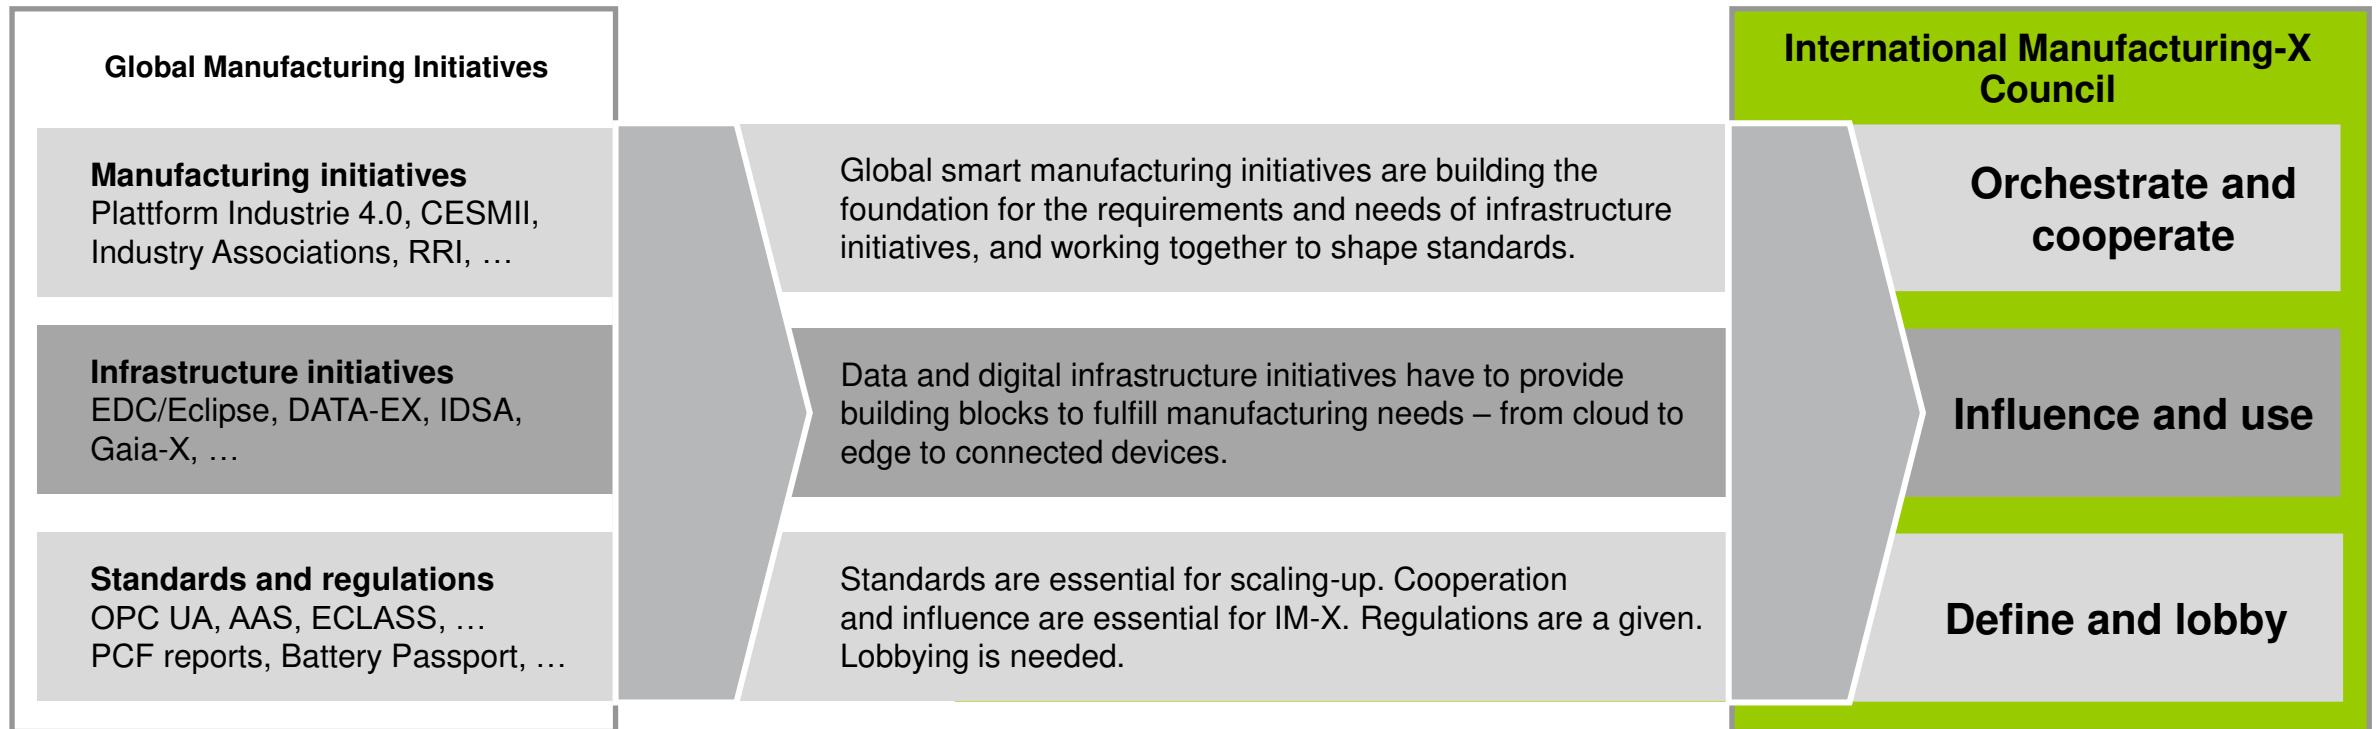 Global Manufacturing Initiatives
Manufacturing initiatives
Plattform Industrie 4.0, CESMII,
Industry Associations, RRI, …
Infrastructure initiatives
EDC/Eclipse, DATA-EX, IDSA,
Gaia-X, …
Standards and regulations
OPC UA, AAS, ECLASS, …
PCF reports, Battery Passport, …
Global smart manufacturing initiatives are building the
foundation for the requirements and needs of infrastructure
initiatives, and working together to shape standards.
Data and digital infrastructure initiatives have to provide
building blocks to fulfill manufacturing needs – from cloud to
edge to connected devices.
Standards are essential for scaling-up. Cooperation
and influence are essential for IM-X. Regulations are a given.
Lobbying is needed.
International Manufacturing-X
Council
Orchestrate and
cooperate
Influence and use
Define and lobby